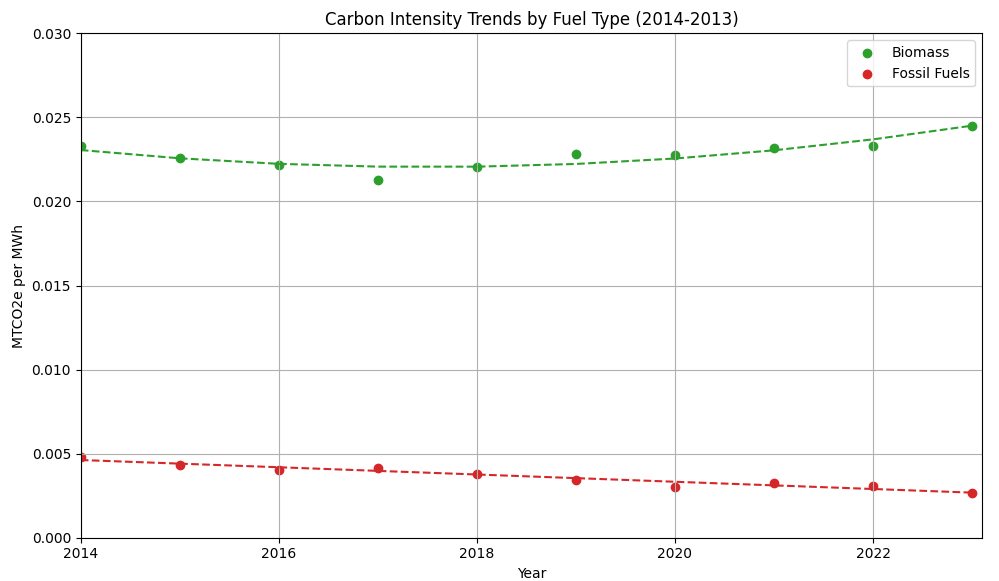 Carbon Intensity Trends by Fuel Type (2014-2013)
0.030
0.025
0.020
0.015
0.010
0.005
0.000
MTCO2e per MWh
Biomass
Fossil Fuels
2014 2016 2018 2020 2022
Year